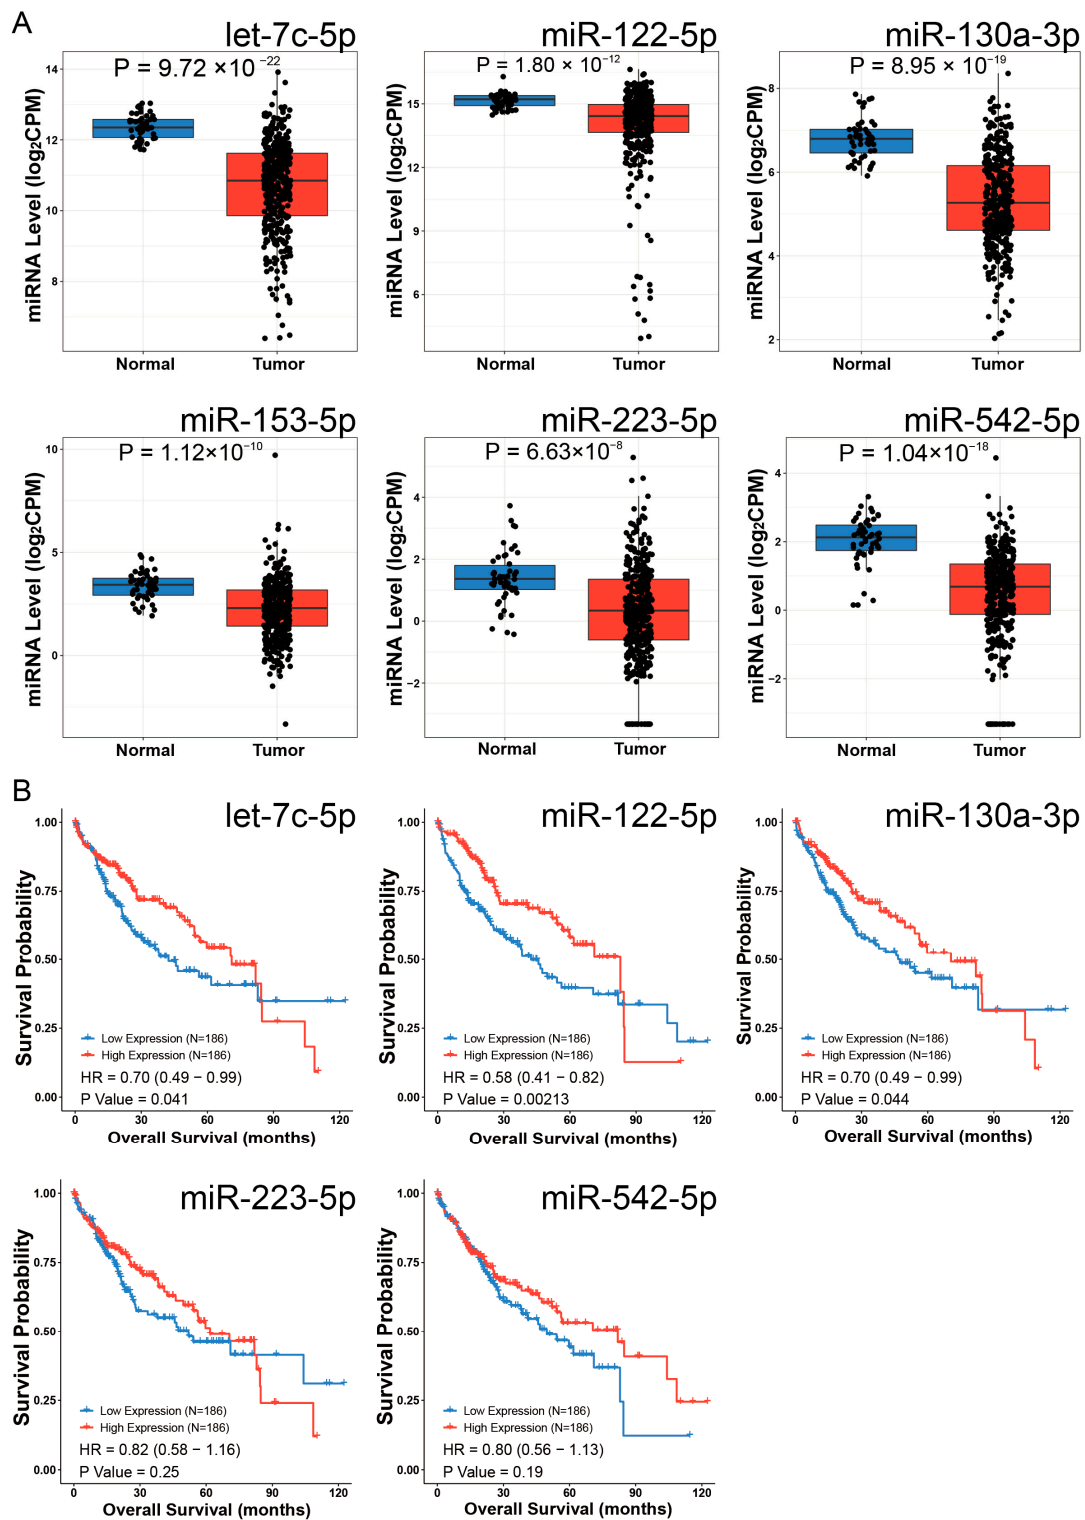 A
let-7c-5p
P = 9.72 ×10⁻²²
miRNA Level (log₂CPM)
14
12
10
8
Normal
Tumor
miR-122-5p
P = 1.80 × 10⁻¹²
miRNA Level (log₂CPM)
15
12
9
6
Normal
Tumor
miR-130a-3p
P = 8.95 × 10⁻¹⁹
miRNA Level (log₂CPM)
8
6
4
2
Normal
Tumor
miR-153-5p
P = 1.12×10⁻¹⁰
miRNA Level (log₂CPM)
10
5
0
Normal
Tumor
miR-223-5p
P = 6.63×10⁻⁸
miRNA Level (log₂CPM)
4
2
0
−2
Normal
Tumor
miR-542-5p
P = 1.04×10⁻¹⁸
miRNA Level (log₂CPM)
4
2
0
−2
Normal
Tumor
B
let-7c-5p
Survival Probability
1.00
0.75
0.50
0.25
0.00
Low Expression (N=186)
High Expression (N=186)
HR = 0.70 (0.49 − 0.99)
P Value = 0.041
0 30 60 90 120
Overall Survival (months)
miR-122-5p
Survival Probability
1.00
0.75
0.50
0.25
0.00
Low Expression (N=186)
High Expression (N=186)
HR = 0.58 (0.41 − 0.82)
P Value = 0.00213
0 30 60 90 120
Overall Survival (months)
miR-130a-3p
Survival Probability
1.00
0.75
0.50
0.25
0.00
Low Expression (N=186)
High Expression (N=186)
HR = 0.70 (0.49 − 0.99)
P Value = 0.044
0 30 60 90 120
Overall Survival (months)
miR-223-5p
Survival Probability
1.00
0.75
0.50
0.25
0.00
Low Expression (N=186)
High Expression (N=186)
HR = 0.82 (0.58 − 1.16)
P Value = 0.25
0 30 60 90 120
Overall Survival (months)
miR-542-5p
Survival Probability
1.00
0.75
0.50
0.25
0.00
Low Expression (N=186)
High Expression (N=186)
HR = 0.80 (0.56 − 1.13)
P Value = 0.19
0 30 60 90 120
Overall Survival (months)